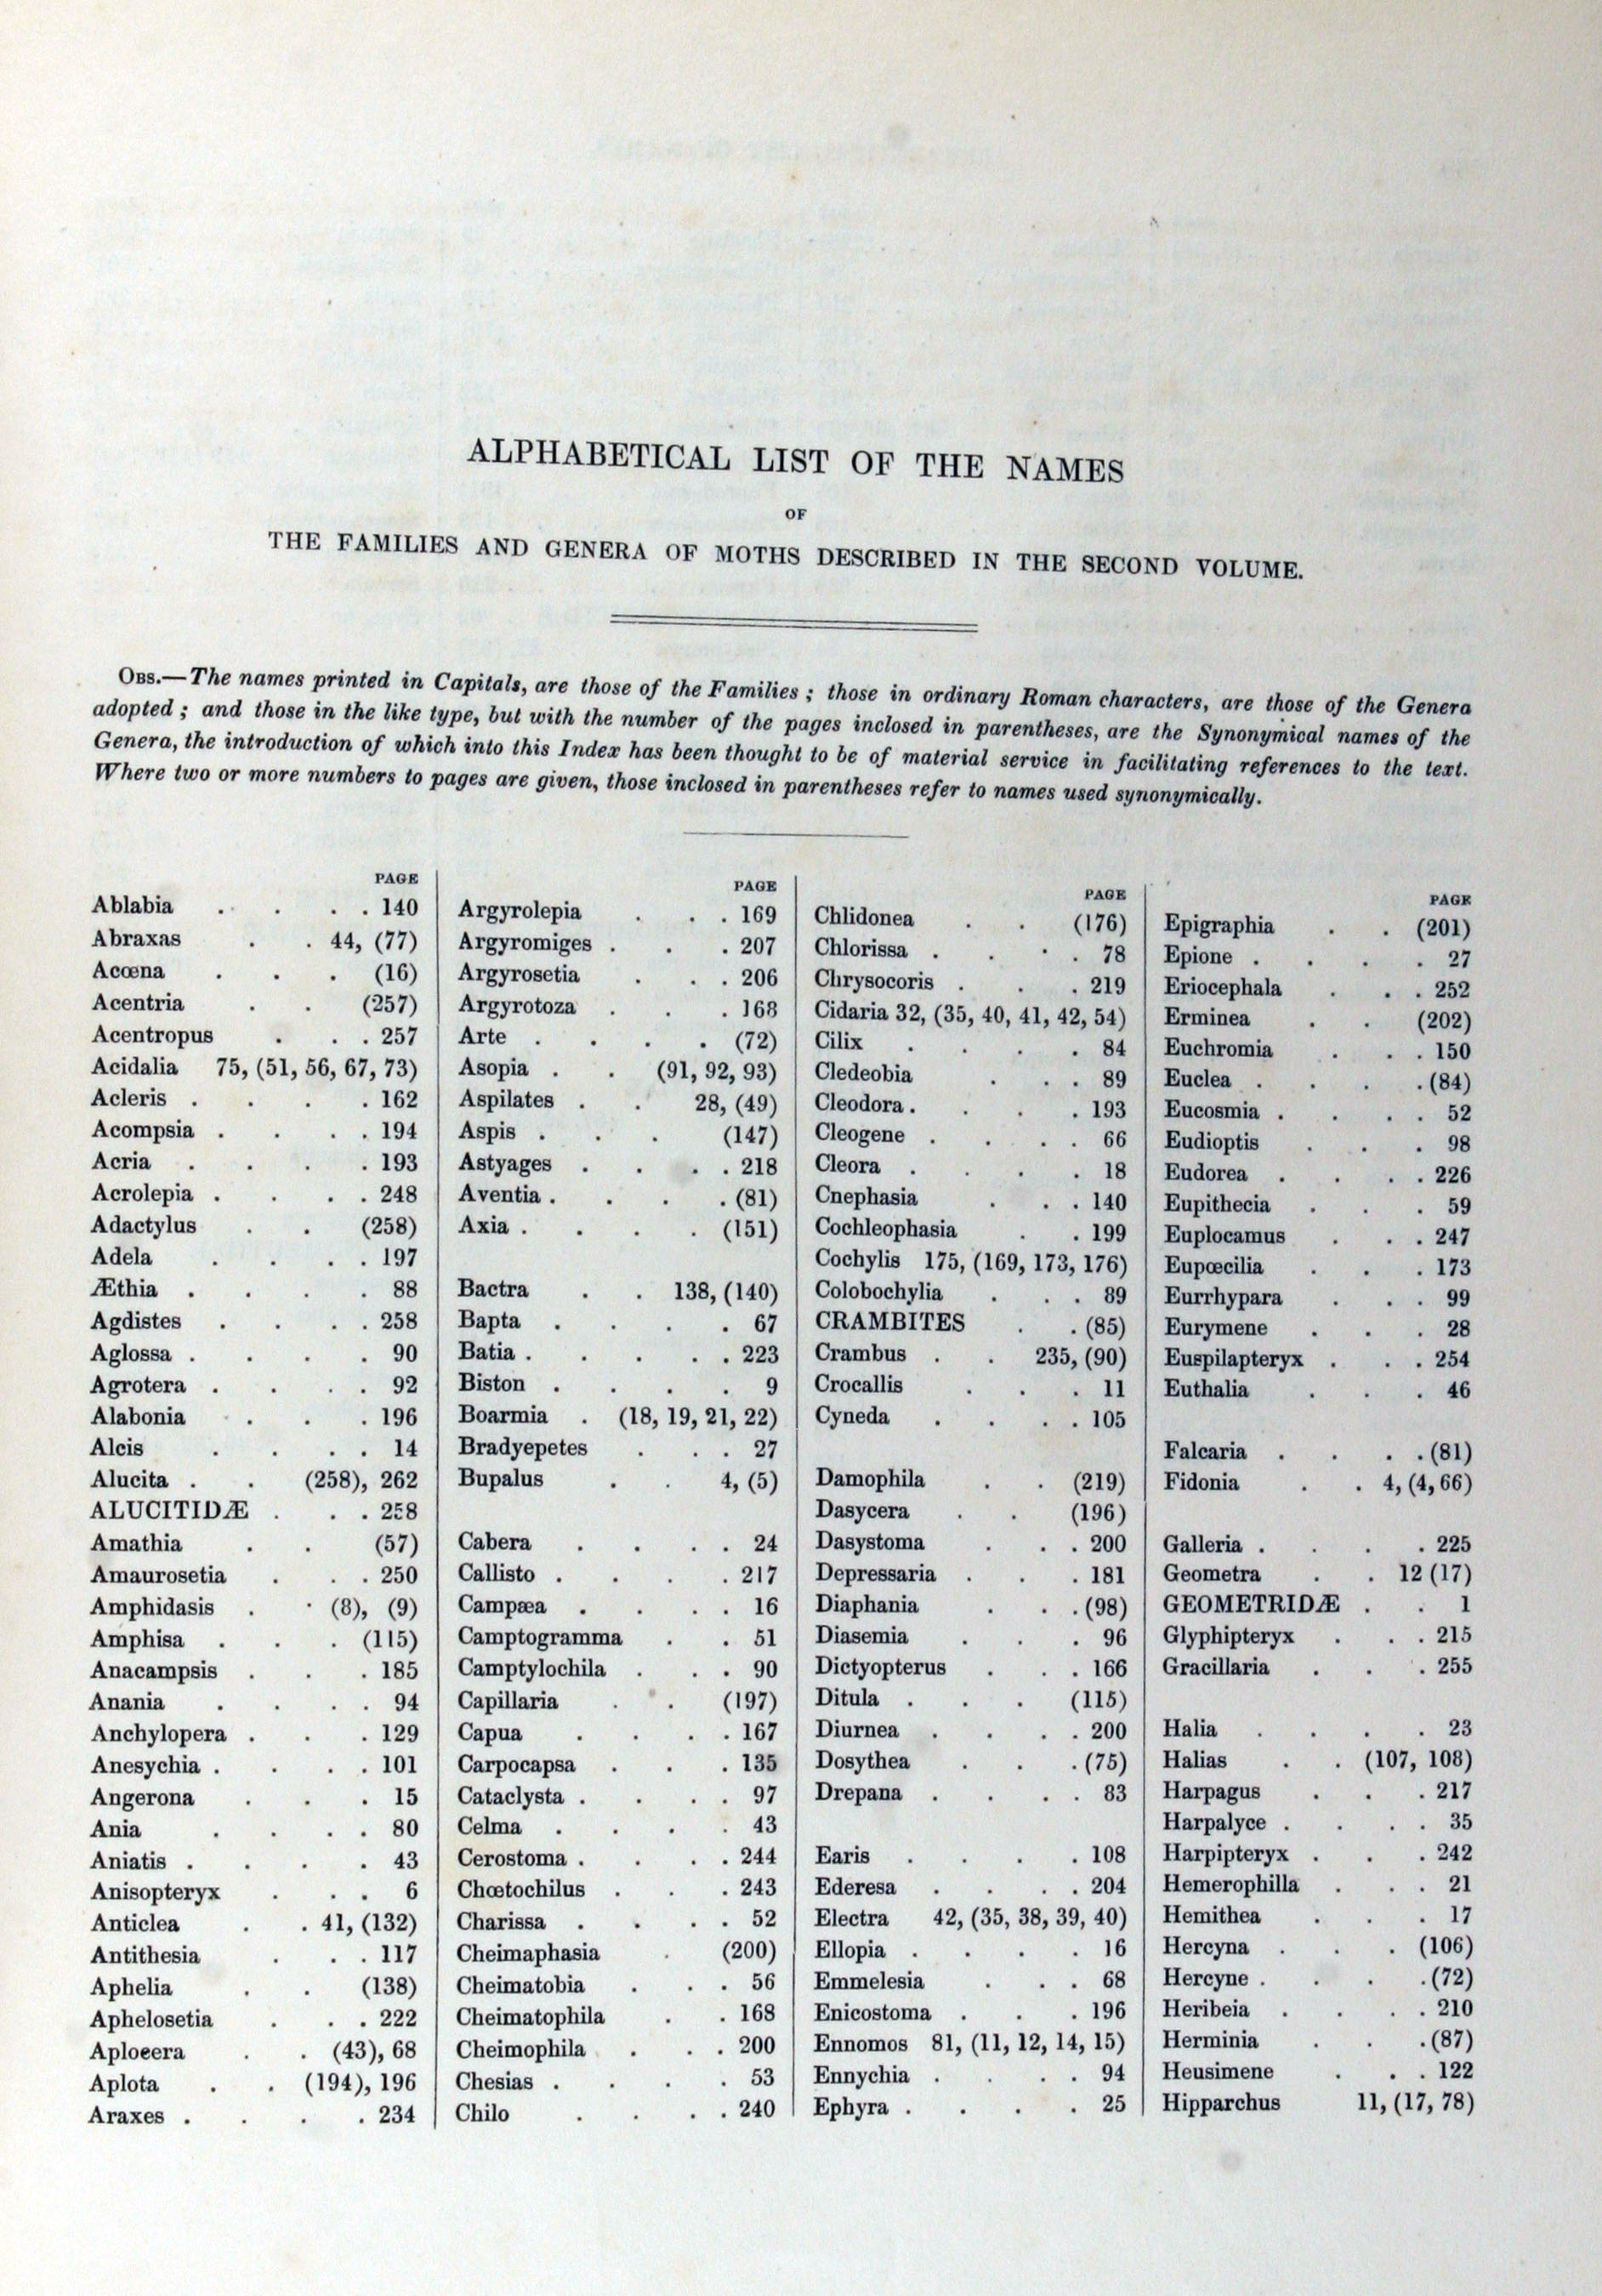 ALPHABETICAL LIST OF THE NAMES
OF
THE FAMILIES AND GENERA OF MOTHS DESCRIBED IN THE SECOND VOLUME.
OBS.—The names printed in Capitals, are those of the Families; those in ordinary Roman characters, are those of the Genera
adopted; and those in the like type, but with the number of the pages inclosed in parentheses, are the Synonymical names of the
Genera, the introduction of which into this Index has been thought to be of material service in facilitating references to the text.
Where two or more numbers to pages are given, those inclosed in parentheses refer to names used synonymically.
PAGE
Ablabia . . . . 140
Abraxas . . 44, (77)
Acœna . . . (16)
Acentria . . (257)
Acentropus . . . 257
Acidalia 75, (51, 56, 67, 73)
Acleris . . . . 162
Acompsia . . . . 194
Acria . . . . 193
Acrolepia . . . . 248
Adactylus . . (258)
Adela . . . . 197
Æthia . . . . 88
Agdistes . . . . 258
Aglossa . . . . 90
Agrotera . . . . 92
Alabonia . . . . 196
Alcis . . . . 14
Alucita . . (258), 262
ALUCITIDÆ . . . 258
Amathia . . (57)
Amaurosetia . . . 250
Amphidasis . . (8), (9)
Amphisa . . . (115)
Anacampsis . . . 185
Anania . . . . 94
Anchylopera . . . 129
Anesychia . . . . 101
Angerona . . . 15
Ania . . . . 80
Aniatis . . . . 43
Anisopteryx . . . 6
Anticlea . . 41, (132)
Antithesia . . . 117
Aphelia . . (138)
Aphelosetia . . . 222
Aploeera . . (43), 68
Aplota . . (194), 196
Araxes . . . . 234
PAGE
Argyrolepia . . . 169
Argyromiges . . . 207
Argyrosetia . . . 206
Argyrotoza . . . 168
Arte . . . . (72)
Asopia . . (91, 92, 93)
Aspilates . . 28, (49)
Aspis . . . (147)
Astyages . . . . 218
Aventia . . . . (81)
Axia . . . . (151)
Bactra . . 138, (140)
Bapta . . . . 67
Batia . . . . . 223
Biston . . . . 9
Boarmia . (18, 19, 21, 22)
Bradyepetes . . . 27
Bupalus . . 4, (5)
Cabera . . . . 24
Callisto . . . . 217
Campæa . . . . 16
Camptogramma . . 51
Camptylochila . . . 90
Capillaria . . (197)
Capua . . . . 167
Carpocapsa . . . 135
Cataclysta . . . . 97
Celma . . . . 43
Cerostoma . . . . 244
Chœtochilus . . . 243
Charissa . . . . 52
Cheimaphasia . (200)
Cheimatobia . . . 56
Cheimatophila . . 168
Cheimophila . . . 200
Chesias . . . . 53
Chilo . . . . 240
PAGE
Chlidonea . . (176)
Chlorissa . . . . 78
Chrysocoris . . . 219
Cidaria 32, (35, 40, 41, 42, 54)
Cilix . . . . 84
Cledeobia . . . 89
Cleodora . . . . 193
Cleogene . . . . 66
Cleora . . . . 18
Cnephasia . . . 140
Cochleophasia . . 199
Cochylis 175, (169, 173, 176)
Colobochylia . . . 89
CRAMBITES . . (85)
Crambus . . 235, (90)
Crocallis . . . 11
Cyneda . . . . 105
Damophila . . (219)
Dasycera . . (196)
Dasystoma . . . 200
Depressaria . . . 181
Diaphania . . . (98)
Diasemia . . . 96
Dictyopterus . . . 166
Ditula . . . (115)
Diurnea . . . . 200
Dosythea . . . (75)
Drepana . . . . 83
Earis . . . . 108
Ederesa . . . . 204
Electra 42, (35, 38, 39, 40)
Ellopia . . . . 16
Emmelesia . . . 68
Enicostoma . . . 196
Ennomos 81, (11, 12, 14, 15)
Ennychia . . . . 94
Ephyra . . . . 25
PAGE
Epigraphia . . (201)
Epione . . . . 27
Eriocephala . . . 252
Erminea . . (202)
Euchromia . . . 150
Euclea . . . . (84)
Eucosmia . . . . 52
Eudioptis . . . 98
Eudorea . . . . 226
Eupithecia . . . 59
Euplocamus . . . 247
Eupœcilia . . . 173
Eurrhypara . . . 99
Eurymene . . . 28
Euspilapteryx . . . 254
Euthalia . . . 46
Falcaria . . . . (81)
Fidonia . . 4, (4, 66)
Galleria . . . . 225
Geometra . . 12 (17)
GEOMETRIDÆ . . 1
Glyphipteryx . . . 215
Gracillaria . . . 255
Halia . . . . 23
Halias . . (107, 108)
Harpagus . . . 217
Harpalyce . . . . 35
Harpipteryx . . . 242
Hemerophilla . . . 21
Hemithea . . . 17
Hercyna . . . (106)
Hercyne . . . . (72)
Heribeia . . . . 210
Herminia . . . (87)
Heusimene . . . 122
Hipparchus 11, (17, 78)